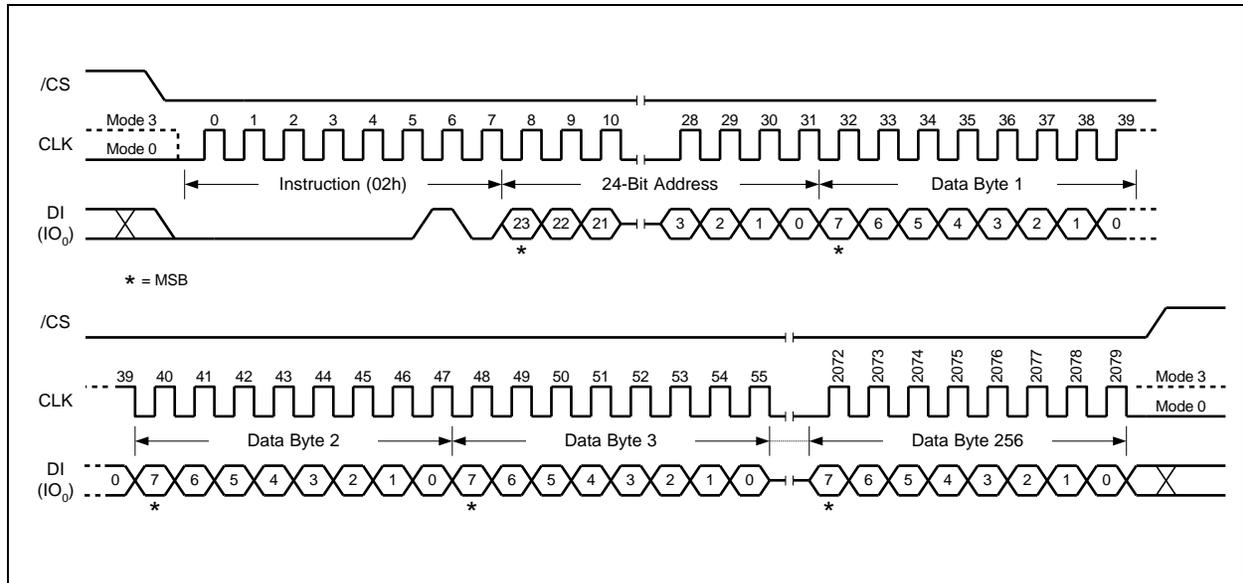 /CS
Mode 3 0 1 2 3 4 5 6 7 8 9 10 28 29 30 31 32 33 34 35 36 37 38 39
CLK
Mode 0
Instruction (02h) 24-Bit Address Data Byte 1
DI
(IO0) 23 22 21 3 2 1 0 7 6 5 4 3 2 1 0
* *
* = MSB
/CS
39 40 41 42 43 44 45 46 47 48 49 50 51 52 53 54 55 2072 2073 2074 2075 2076 2077 2078 2079 Mode 3
CLK
Mode 0
Data Byte 2 Data Byte 3 Data Byte 256
DI
(IO0) 0 7 6 5 4 3 2 1 0 7 6 5 4 3 2 1 0 7 6 5 4 3 2 1 0
* * *